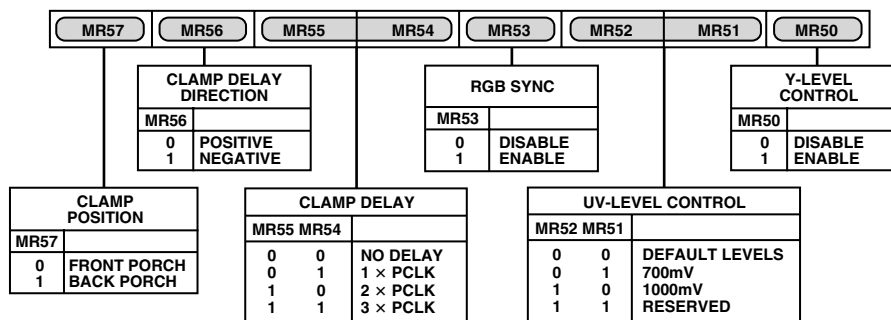 MR57 MR56 MR55 MR54 MR53 MR52 MR51 MR50
CLAMP DELAY
DIRECTION
MR56
0 POSITIVE
1 NEGATIVE
RGB SYNC
MR53
0 DISABLE
1 ENABLE
Y-LEVEL
CONTROL
MR50
0 DISABLE
1 ENABLE
CLAMP
POSITION
MR57
0 FRONT PORCH
1 BACK PORCH
CLAMP DELAY
MR55 MR54
0 0 NO DELAY
0 1 1 × PCLK
1 0 2 × PCLK
1 1 3 × PCLK
UV-LEVEL CONTROL
MR52 MR51
0 0 DEFAULT LEVELS
0 1 700mV
1 0 1000mV
1 1 RESERVED